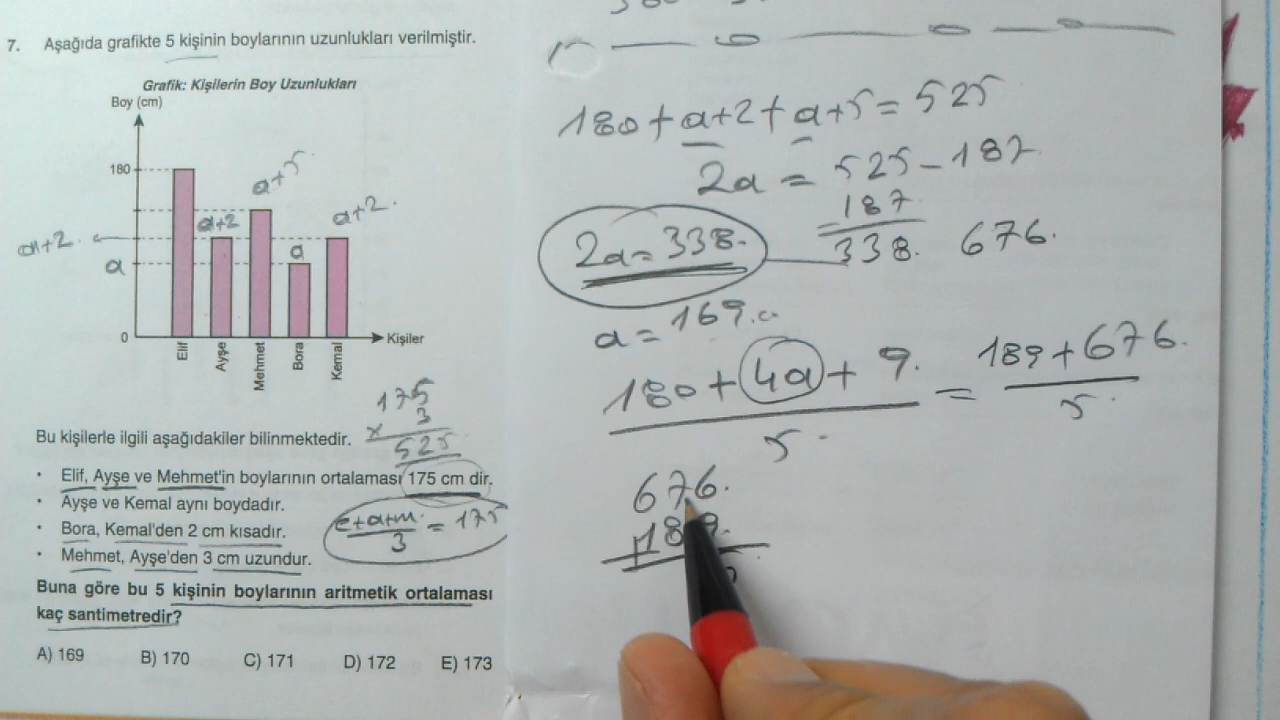 7. Aşağıda grafikte 5 kişinin boylarının uzunlukları verilmiştir.
Grafik: Kişilerin Boy Uzunlukları
Boy (cm)
180
a+5
a+2
a+2
a+2
a
a
0
Kişiler
Elif
Ayşe
Mehmet
Bora
Kemal
175
x 3
525
Bu kişilerle ilgili aşağıdakiler bilinmektedir.
• Elif, Ayşe ve Mehmet'in boylarının ortalaması 175 cm dir.
• Ayşe ve Kemal aynı boydadır.
• Bora, Kemal'den 2 cm kısadır.
• Mehmet, Ayşe'den 3 cm uzundur.
e+a+m
3
= 175
Buna göre bu 5 kişinin boylarının aritmetik ortalaması
kaç santimetredir?
A) 169 B) 170 C) 171 D) 172 E) 173
180+a+2+a+5=525
2a = 525-187
187
338. 676.
2a=338.
a=169.
180+4a+9. = 189+676.
5 5
676.
+189.